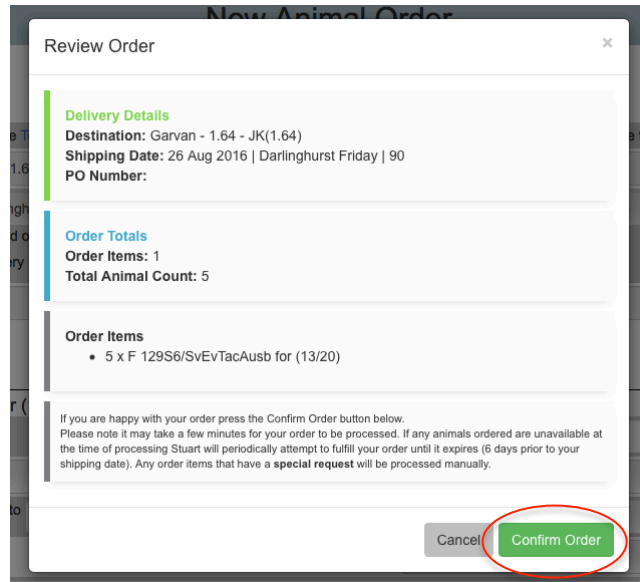 New Animal Order
Review Order
×
Delivery Details
Destination: Garvan - 1.64 - JK(1.64)
Shipping Date: 26 Aug 2016 | Darlinghurst Friday | 90
PO Number:
Order Totals
Order Items: 1
Total Animal Count: 5
Order Items
• 5 x F 129S6/SvEvTacAusb for (13/20)
If you are happy with your order press the Confirm Order button below.
Please note it may take a few minutes for your order to be processed. If any animals ordered are unavailable at
the time of processing Stuart will periodically attempt to fulfill your order until it expires (6 days prior to your
shipping date). Any order items that have a special request will be processed manually.
Cancel
Confirm Order